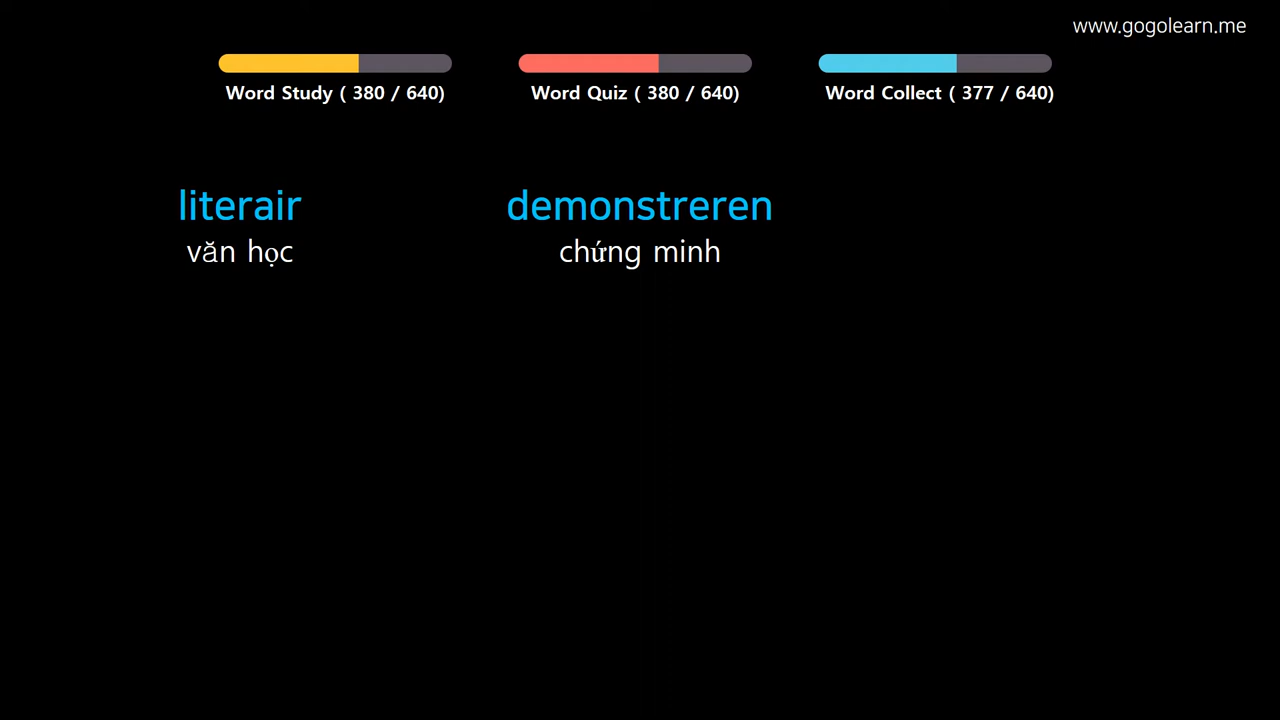 www.gogolearn.me
Word Study ( 380 / 640)
Word Quiz ( 380 / 640)
Word Collect ( 377 / 640)
literair
văn học
demonstreren
chứng minh